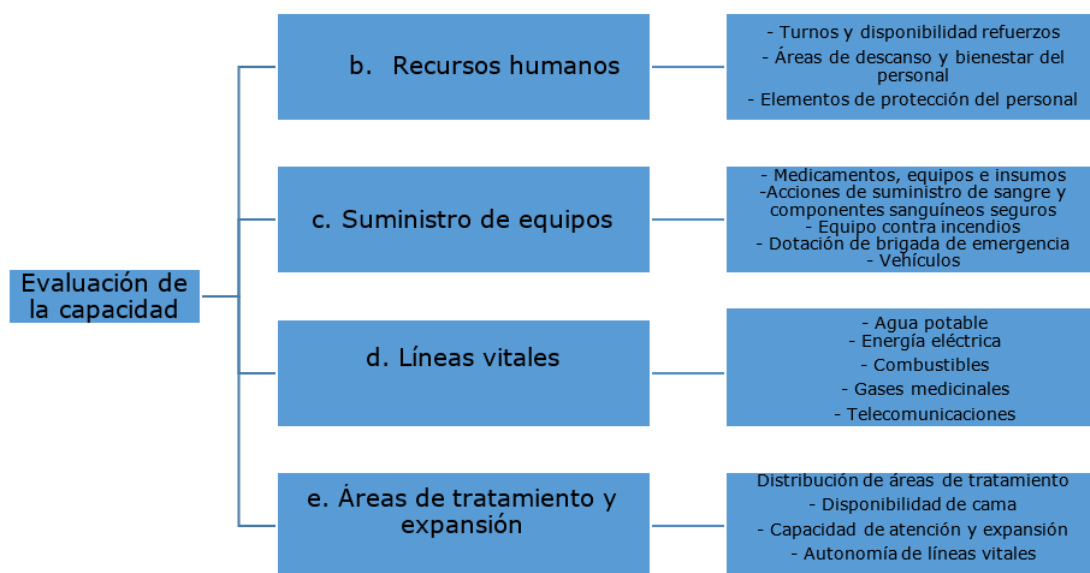 Evaluación de
la capacidad
b. Recursos humanos
- Turnos y disponibilidad refuerzos
- Áreas de descanso y bienestar del
personal
- Elementos de protección del personal
c. Suministro de equipos
- Medicamentos, equipos e insumos
-Acciones de suministro de sangre y
componentes sanguíneos seguros
- Equipo contra incendios
- Dotación de brigada de emergencia
- Vehículos
d. Líneas vitales
- Agua potable
- Energía eléctrica
- Combustibles
- Gases medicinales
- Telecomunicaciones
e. Áreas de tratamiento y
expansión
Distribución de áreas de tratamiento
- Disponibilidad de cama
- Capacidad de atención y expansión
- Autonomía de líneas vitales